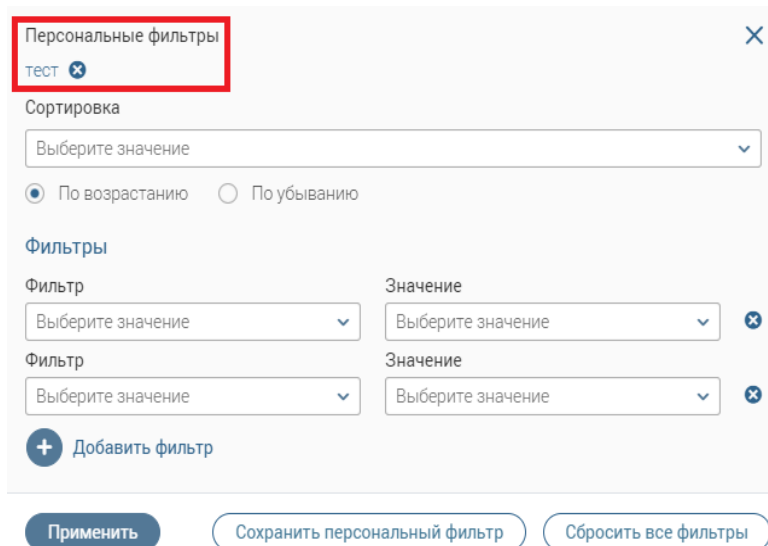 Персональные фильтры
тест
Сортировка
Выберите значение
По возрастанию По убыванию
Фильтры
Фильтр Значение
Выберите значение Выберите значение
Фильтр Значение
Выберите значение Выберите значение
Добавить фильтр
Применить Сохранить персональный фильтр Сбросить все фильтры